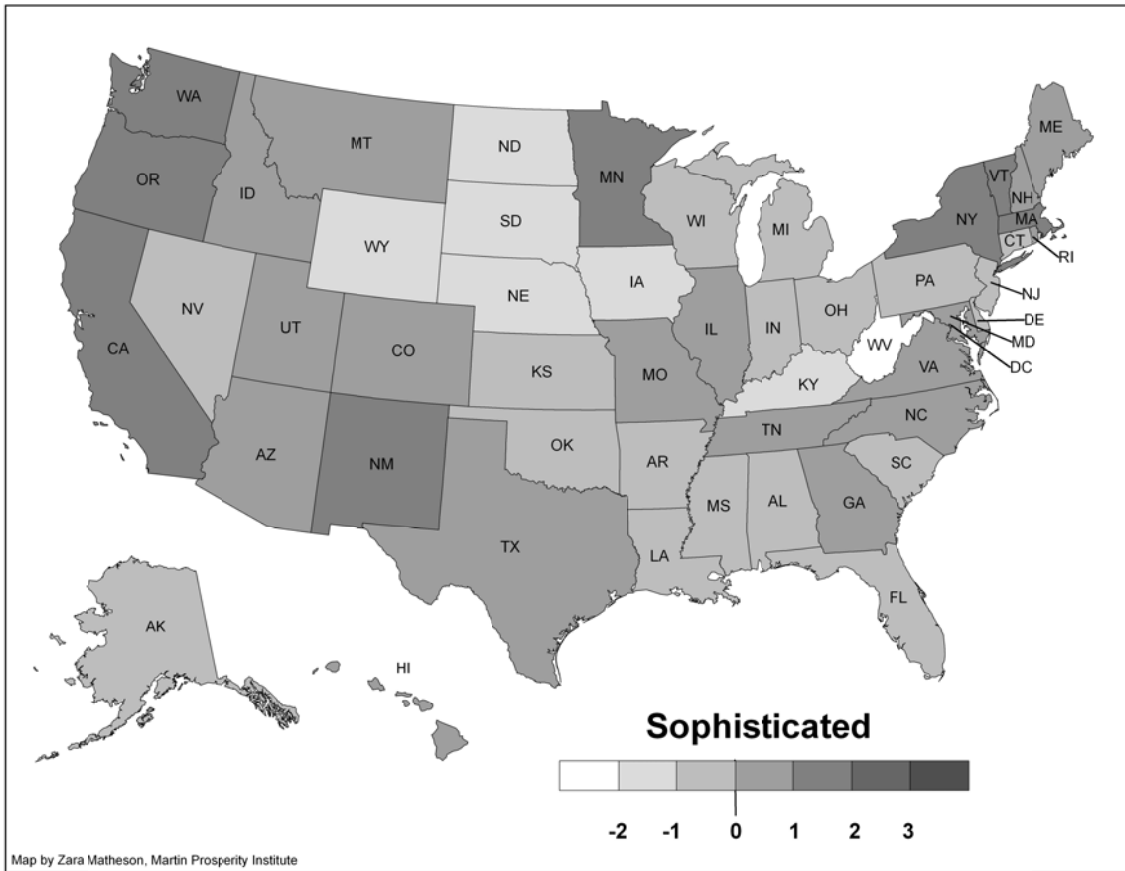 WA
MT
ND
MN
ME
OR
ID
VT
NH
SD
WI
NY
MA
WY
MI
CT
RI
IA
PA
NE
NJ
NV
OH
UT
IL
IN
DE
CA
CO
WV
MD
KS
MO
VA
DC
KY
NC
TN
AZ
NM
OK
AR
SC
MS
AL
GA
TX
LA
FL
AK
HI
Sophisticated
-2 -1 0 1 2 3
Map by Zara Matheson, Martin Prosperity Institute